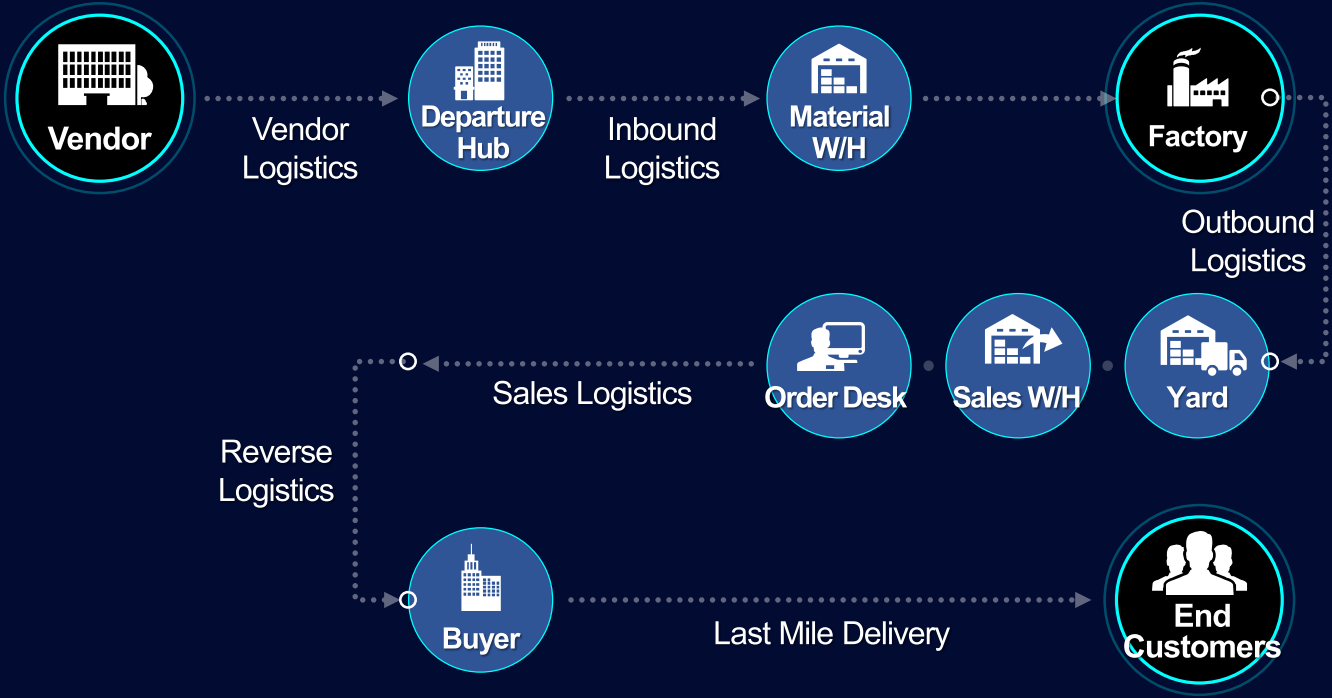 Vendor
Vendor
Logistics
Departure
Hub
Inbound
Logistics
Material
W/H
Factory
Outbound
Logistics
Yard
Sales W/H
Order Desk
Sales Logistics
Reverse
Logistics
Buyer
Last Mile Delivery
End
Customers